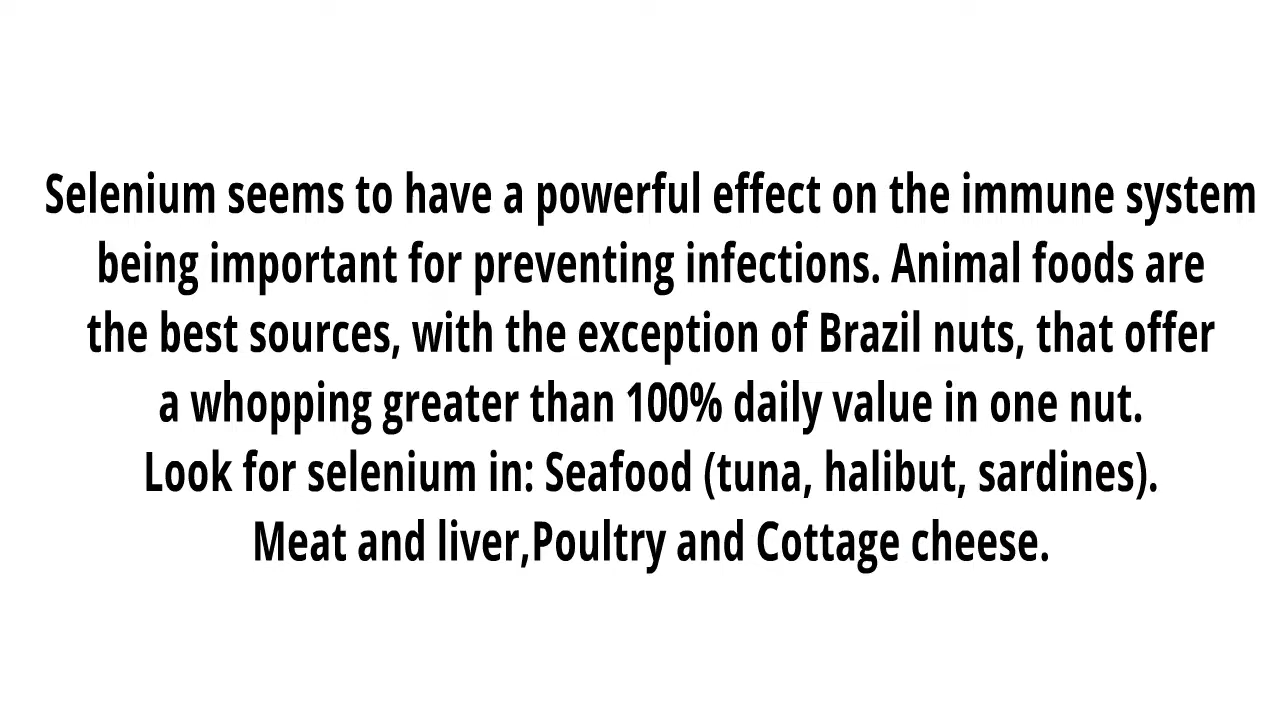 Selenium seems to have a powerful effect on the immune system
being important for preventing infections. Animal foods are
the best sources, with the exception of Brazil nuts, that offer
a whopping greater than 100% daily value in one nut.
Look for selenium in: Seafood (tuna, halibut, sardines).
Meat and liver,Poultry and Cottage cheese.